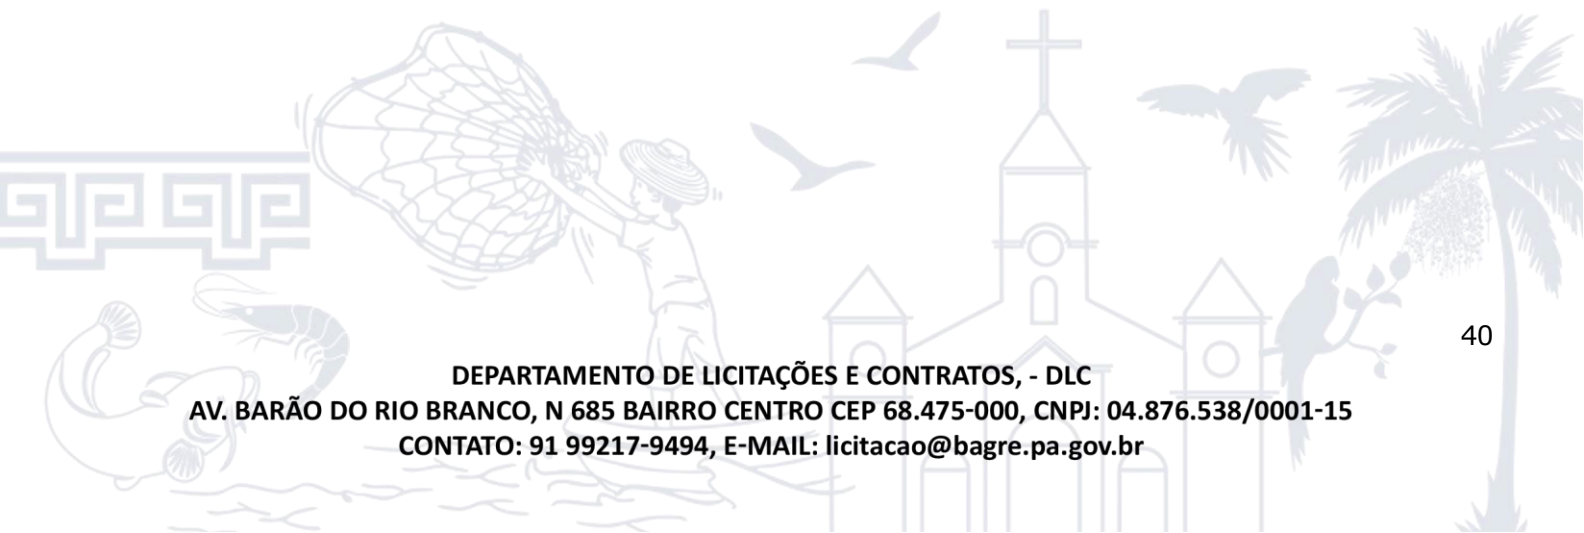 40
DEPARTAMENTO DE LICITAÇÕES E CONTRATOS, - DLC
AV. BARÃO DO RIO BRANCO, N 685 BAIRRO CENTRO CEP 68.475-000, CNPJ: 04.876.538/0001-15
CONTATO: 91 99217-9494, E-MAIL: licitacao@bagre.pa.gov.br